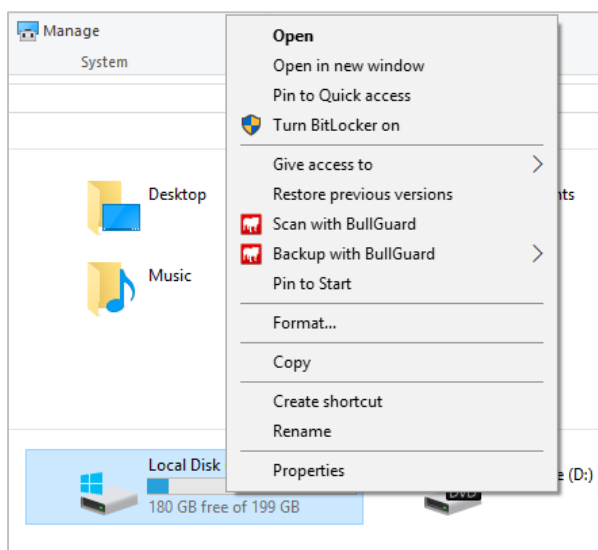 Manage
System
Open
Open in new window
Pin to Quick access
Turn BitLocker on
Give access to
Restore previous versions
Scan with BullGuard
Backup with BullGuard
Pin to Start
Format...
Copy
Create shortcut
Rename
Properties
Desktop
nts
Music
Local Disk
180 GB free of 199 GB
e (D:)
DVD